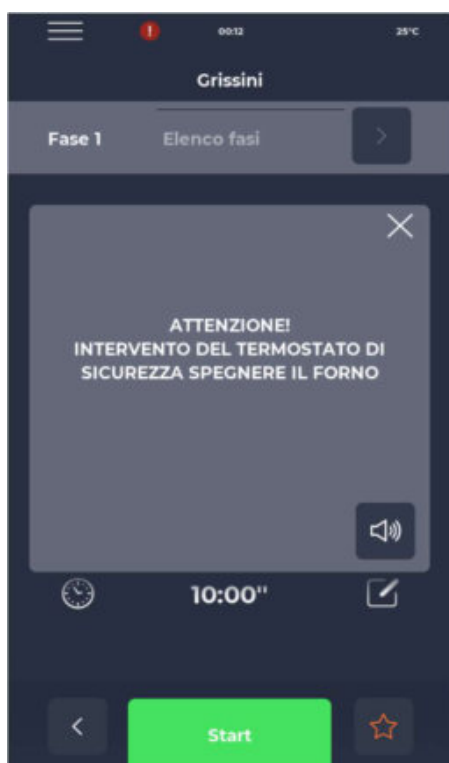 00:12
25°C
Grissini
Fase 1
Elenco fasi
ATTENZIONE!
INTERVENTO DEL TERMOSTATO DI
SICUREZZA SPEGNERE IL FORNO
10:00"
Start